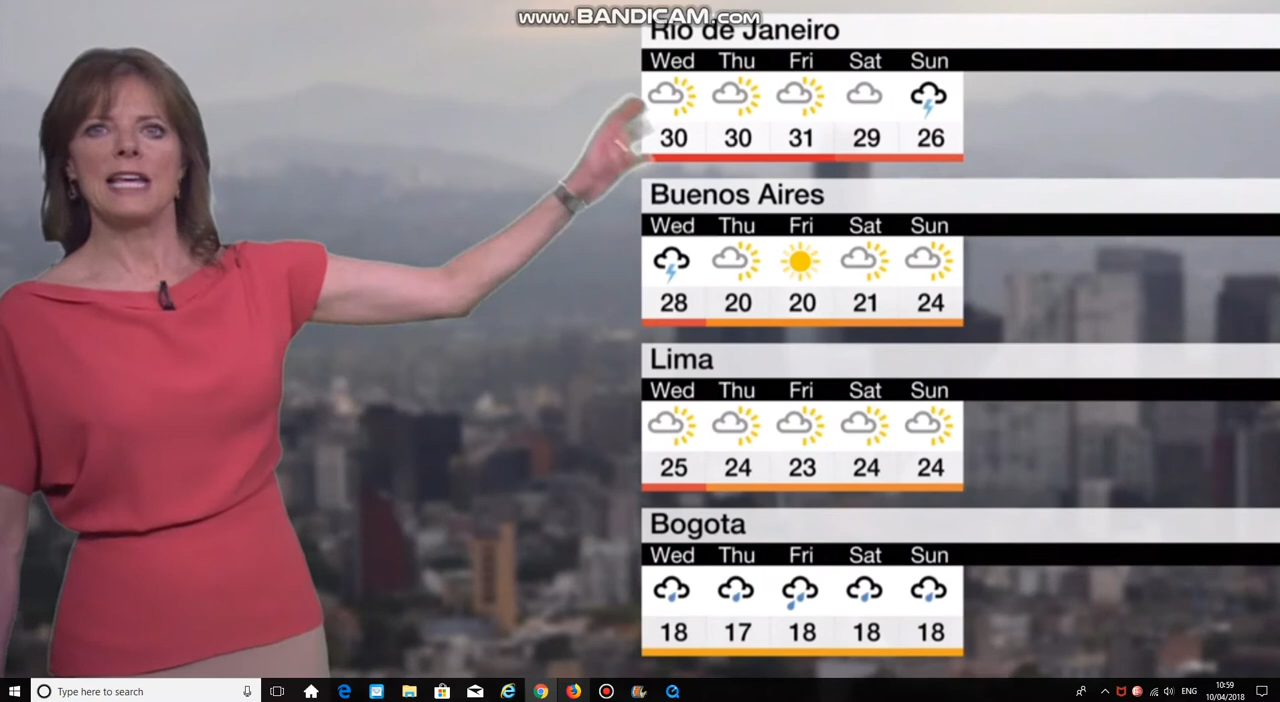 www.BANDICAM.com
Rio de Janeiro
Wed Thu Fri Sat Sun
30 30 31 29 26
Buenos Aires
Wed Thu Fri Sat Sun
28 20 20 21 24
Lima
Wed Thu Fri Sat Sun
25 24 23 24 24
Bogota
Wed Thu Fri Sat Sun
18 17 18 18 18
Type here to search
ENG
10:59
10/04/2018